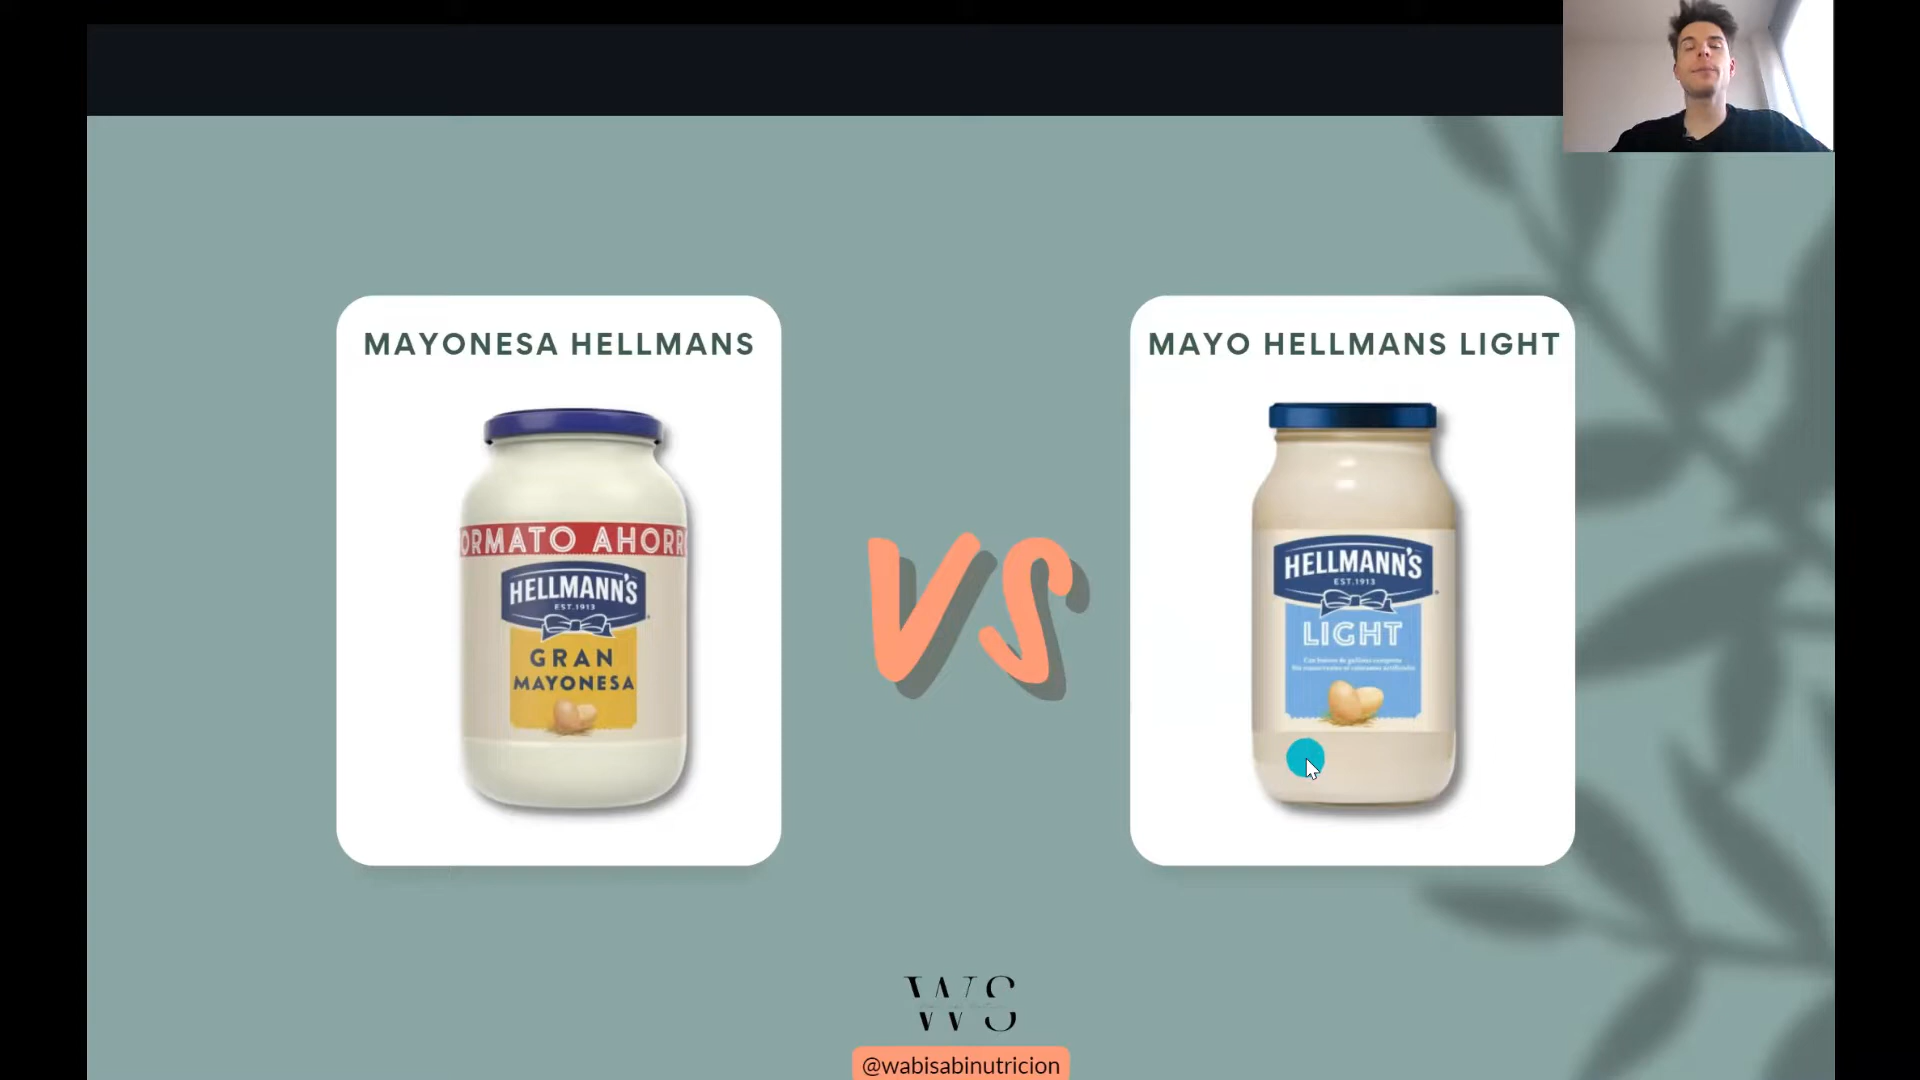 MAYONESA HELLMANS
ORMATO AHORR
HELLMANN'S
EST.1913
GRAN
MAYONESA
VS
MAYO HELLMANS LIGHT
HELLMANN'S
EST.1913
LIGHT
WS
@wabisabinutricion